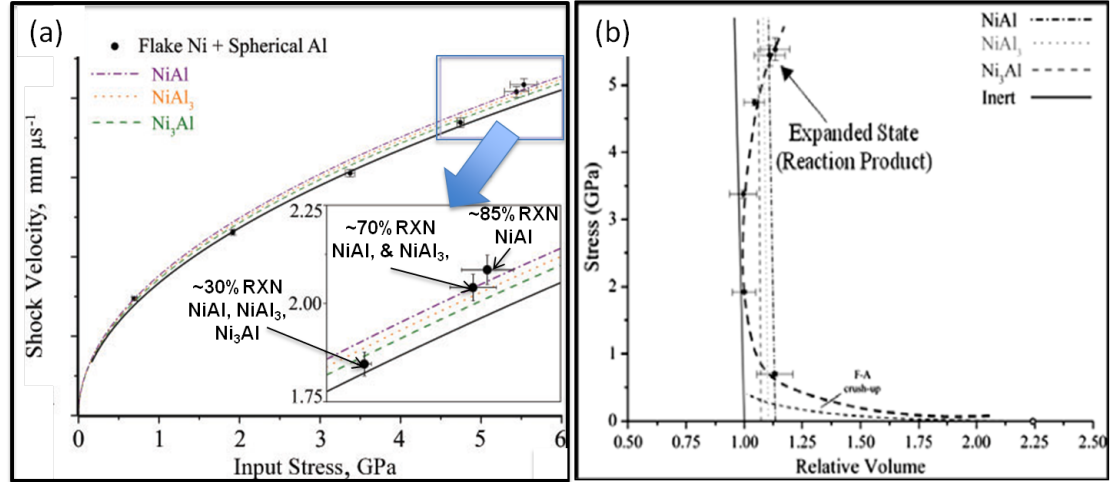 (a)
Flake Ni + Spherical Al
NiAl
NiAl3
Ni3Al
Shock Velocity, mm µs-1
2.25
2.00
1.75
~30% RXN
NiAl, NiAl3,
Ni3Al
~70% RXN
NiAl, & NiAl3,
~85% RXN
NiAl
0 1 2 3 4 5 6
Input Stress, GPa
(b)
NiAl
NiAl3
Ni3Al
Inert
Expanded State
(Reaction Product)
F-A
crush-up
Stress (GPa)
5
4
3
2
1
0
0.50 0.75 1.00 1.25 1.50 1.75 2.00 2.25 2.50
Relative Volume